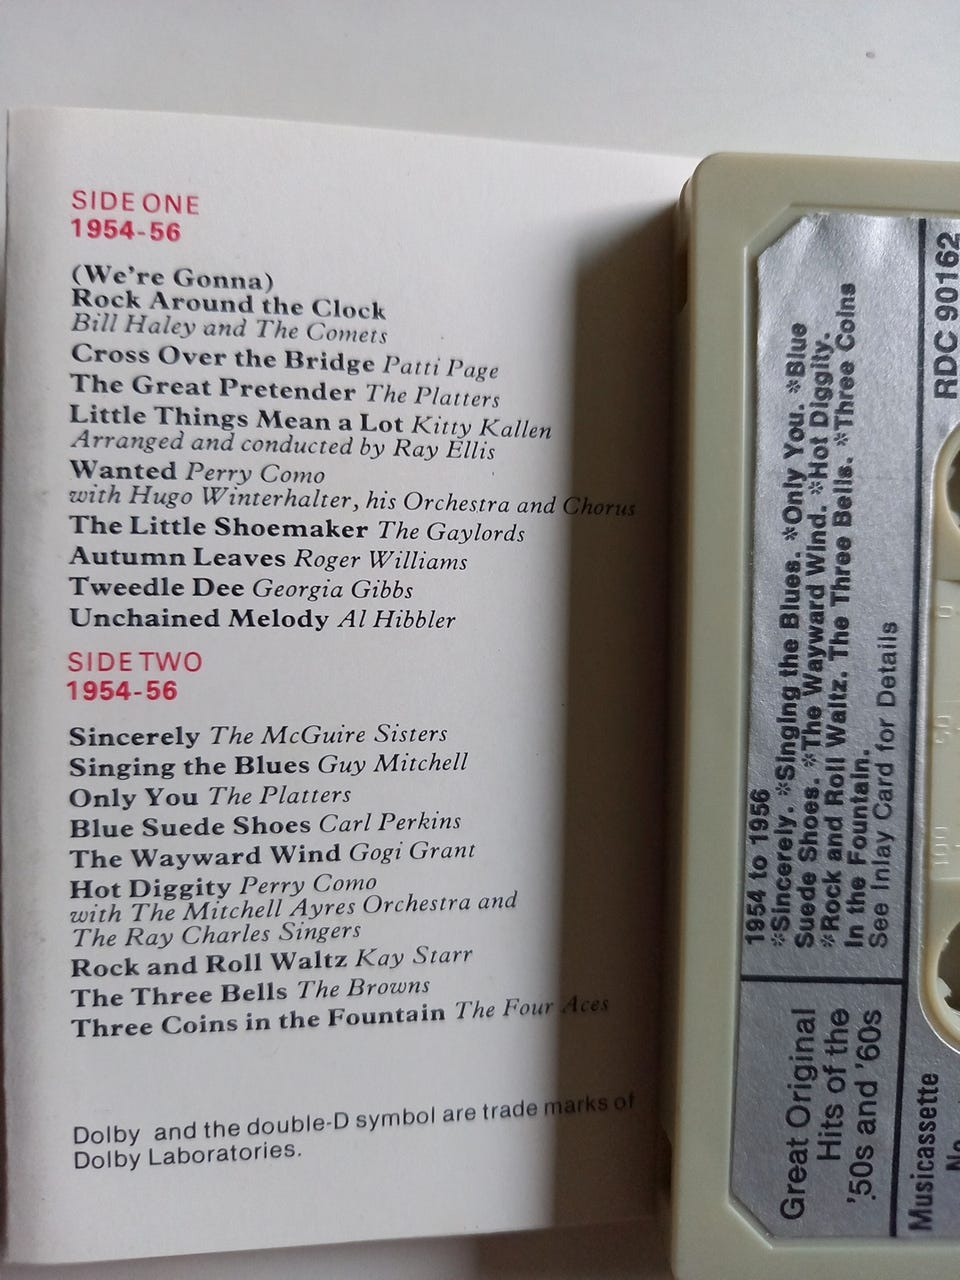 SIDE ONE
1954-56
(We're Gonna)
Rock Around the Clock
Bill Haley and The Comets
Cross Over the Bridge Patti Page
The Great Pretender The Platters
Little Things Mean a Lot Kitty Kallen
Arranged and conducted by Ray Ellis
Wanted Perry Como
with Hugo Winterhalter, his Orchestra and Chorus
The Little Shoemaker The Gaylords
Autumn Leaves Roger Williams
Tweedle Dee Georgia Gibbs
Unchained Melody Al Hibbler
SIDE TWO
1954-56
Sincerely The McGuire Sisters
Singing the Blues Guy Mitchell
Only You The Platters
Blue Suede Shoes Carl Perkins
The Wayward Wind Gogi Grant
Hot Diggity Perry Como
with The Mitchell Ayres Orchestra and
The Ray Charles Singers
Rock and Roll Waltz Kay Starr
The Three Bells The Browns
Three Coins in the Fountain The Four Aces
Dolby and the double-D symbol are trade marks of
Dolby Laboratories.
Great Original
Hits of the
'50s and '60s
1954 to 1956
*Sincerely. *Singing the Blues. *Only You. *Blue
Suede Shoes. *The Wayward Wind. *Hot Diggity.
*Rock and Roll Waltz. The Three Bells. *Three Coins
In the Fountain.
See Inlay Card for Details
Musicassette
No
RDC 90162
0
50
100